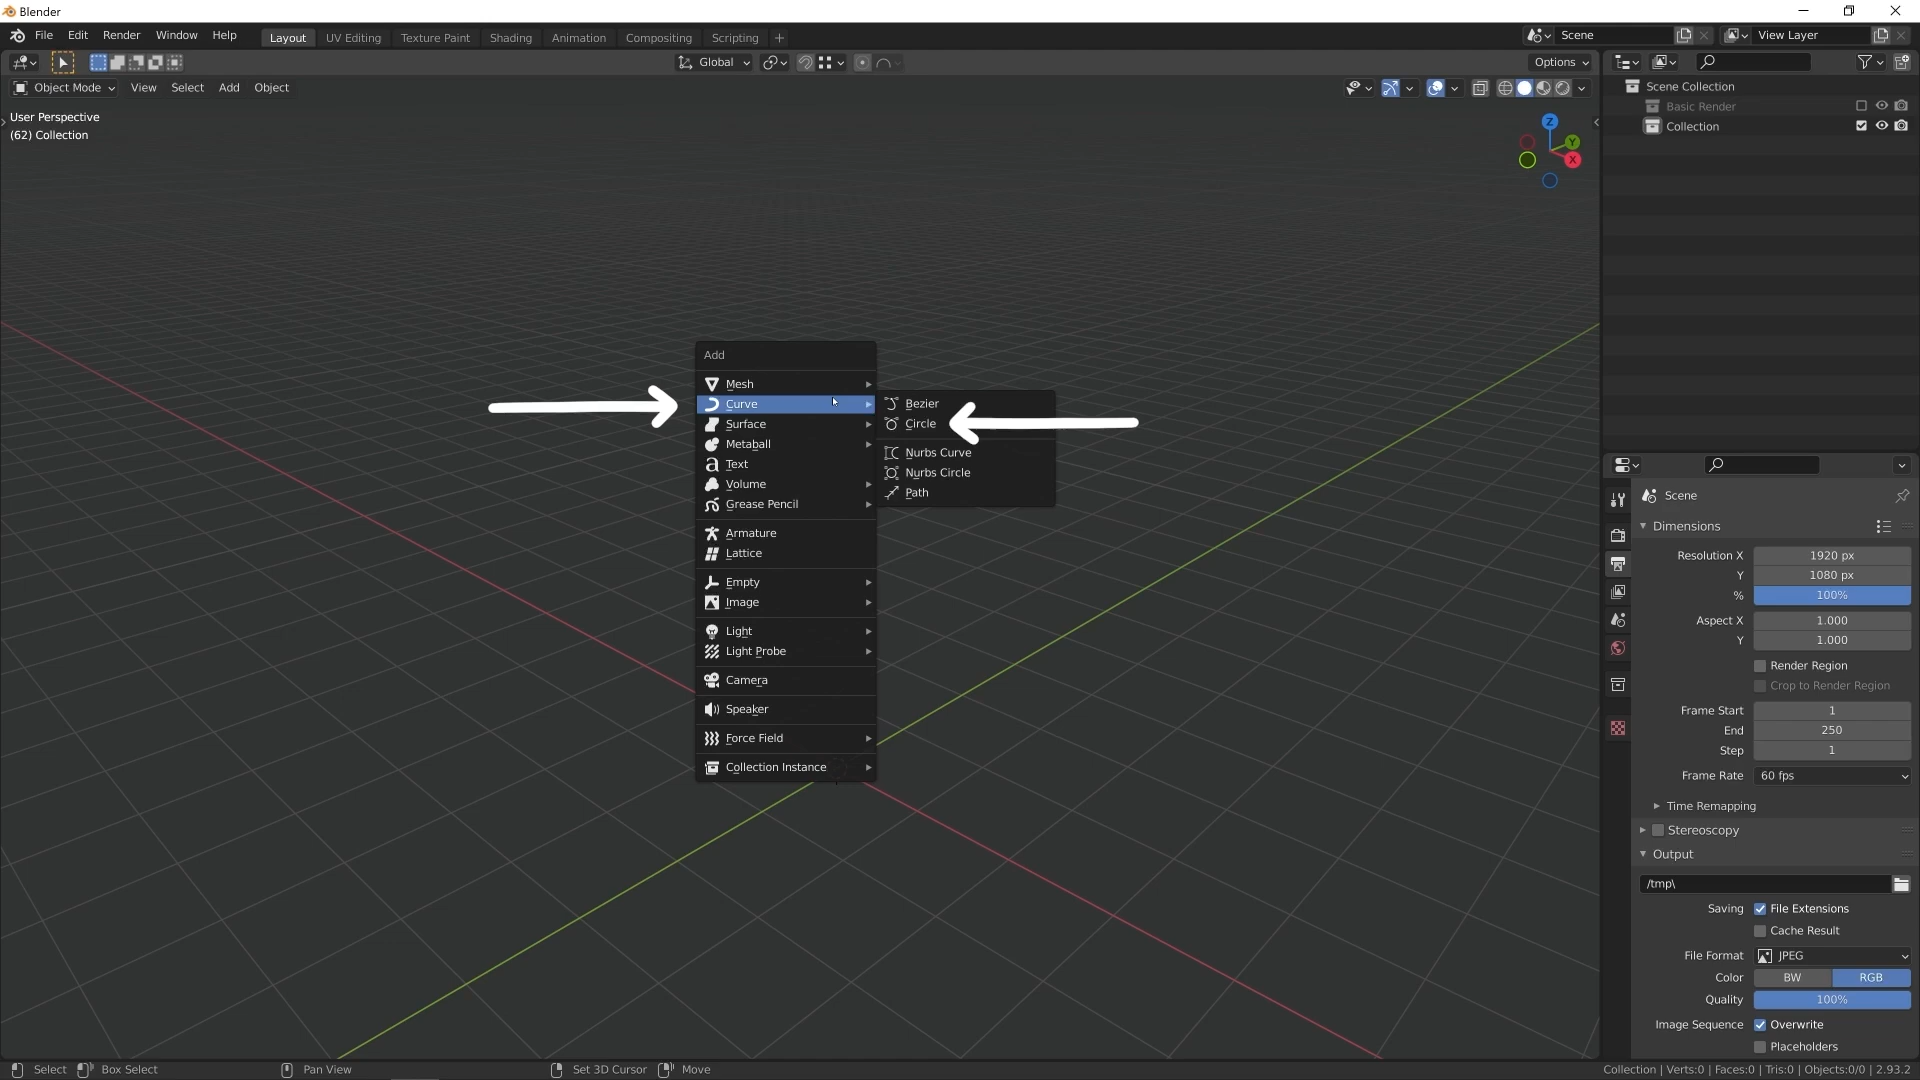 Blender
File Edit Render Window Help Layout UV Editing Texture Paint Shading Animation Compositing Scripting + Scene View Layer
Global Options
Object Mode View Select Add Object
User Perspective
(62) Collection
Z
Y
X
Scene Collection
Basic Render
Collection
Add
Mesh
Curve
Surface
Metaball
Text
Volume
Grease Pencil
Armature
Lattice
Empty
Image
Light
Light Probe
Camera
Speaker
Force Field
Collection Instance
Bezier
Circle
Nurbs Curve
Nurbs Circle
Path
Scene
Dimensions
Resolution X 1920 px
Y 1080 px
% 100%
Aspect X 1.000
Y 1.000
Render Region
Crop to Render Region
Frame Start 1
End 250
Step 1
Frame Rate 60 fps
Time Remapping
Stereoscopy
Output
/tmp\
Saving File Extensions
Cache Result
File Format JPEG
Color BW RGB
Quality 100%
Image Sequence Overwrite
Placeholders
Select Box Select Pan View Set 3D Cursor Move Collection | Verts:0 | Faces:0 | Tris:0 | Objects:0/0 | 2.93.2